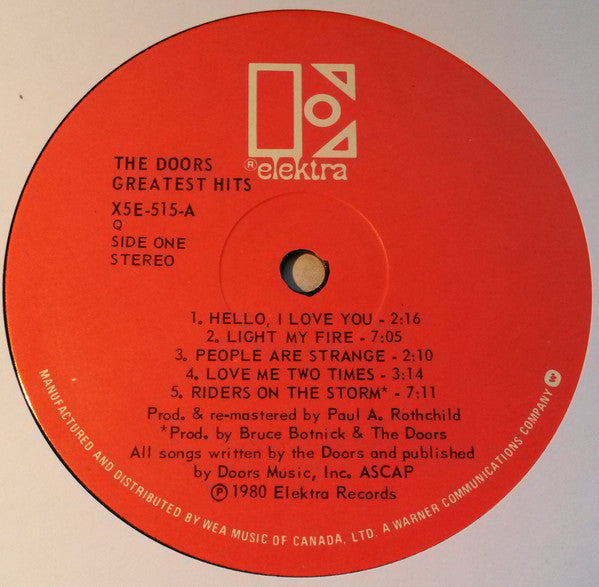 ® elektra
THE DOORS
GREATEST HITS
X5E-515-A
Q
SIDE ONE
STEREO
1. HELLO, I LOVE YOU - 2:16
2. LIGHT MY FIRE - 7:05
3. PEOPLE ARE STRANGE - 2:10
4. LOVE ME TWO TIMES - 3:14
5. RIDERS ON THE STORM* - 7:11
Prod. & re-mastered by Paul A. Rothchild
*Prod. by Bruce Botnick & The Doors
All songs written by the Doors and published
by Doors Music, Inc. ASCAP
℗ 1980 Elektra Records
MANUFACTURED AND DISTRIBUTED BY WEA MUSIC OF CANADA, LTD. A WARNER COMMUNICATIONS COMPANY